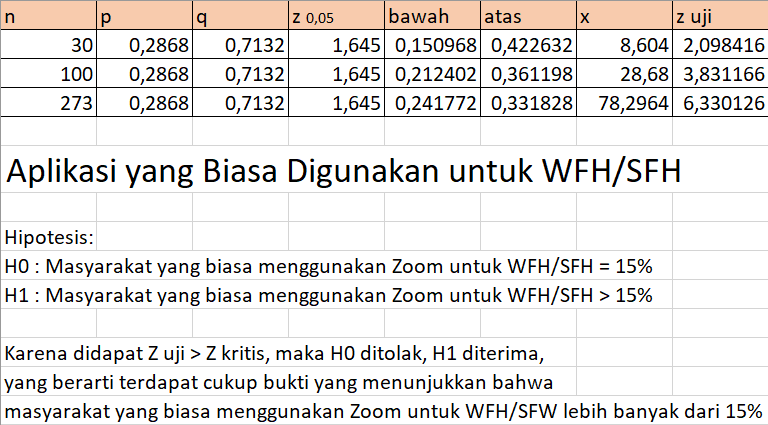 n p q z 0,05 bawah atas x z uji
30 0,2868 0,7132 1,645 0,150968 0,422632 8,604 2,098416
100 0,2868 0,7132 1,645 0,212402 0,361198 28,68 3,831166
273 0,2868 0,7132 1,645 0,241772 0,331828 78,2964 6,330126
Aplikasi yang Biasa Digunakan untuk WFH/SFH
Hipotesis:
H0 : Masyarakat yang biasa menggunakan Zoom untuk WFH/SFH = 15%
H1 : Masyarakat yang biasa menggunakan Zoom untuk WFH/SFH > 15%
Karena didapat Z uji > Z kritis, maka H0 ditolak, H1 diterima,
yang berarti terdapat cukup bukti yang menunjukkan bahwa
masyarakat yang biasa menggunakan Zoom untuk WFH/SFW lebih banyak dari 15%